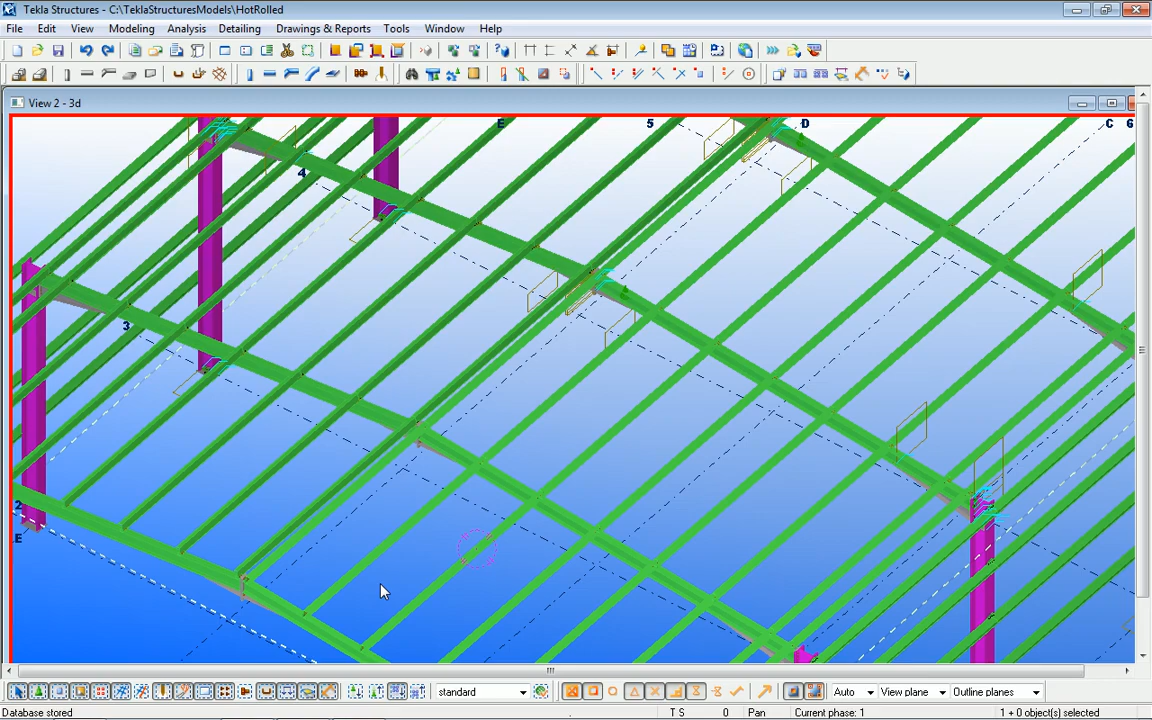 Tekla Structures - C:\TeklaStructuresModels\HotRolled
File Edit View Modeling Analysis Detailing Drawings & Reports Tools Window Help
View 2 - 3d
E 5 D C 6
4
3
2
E
standard Auto View plane Outline planes
Database stored . T S 0 Pan Current phase: 1 1 + 0 object(s) selected